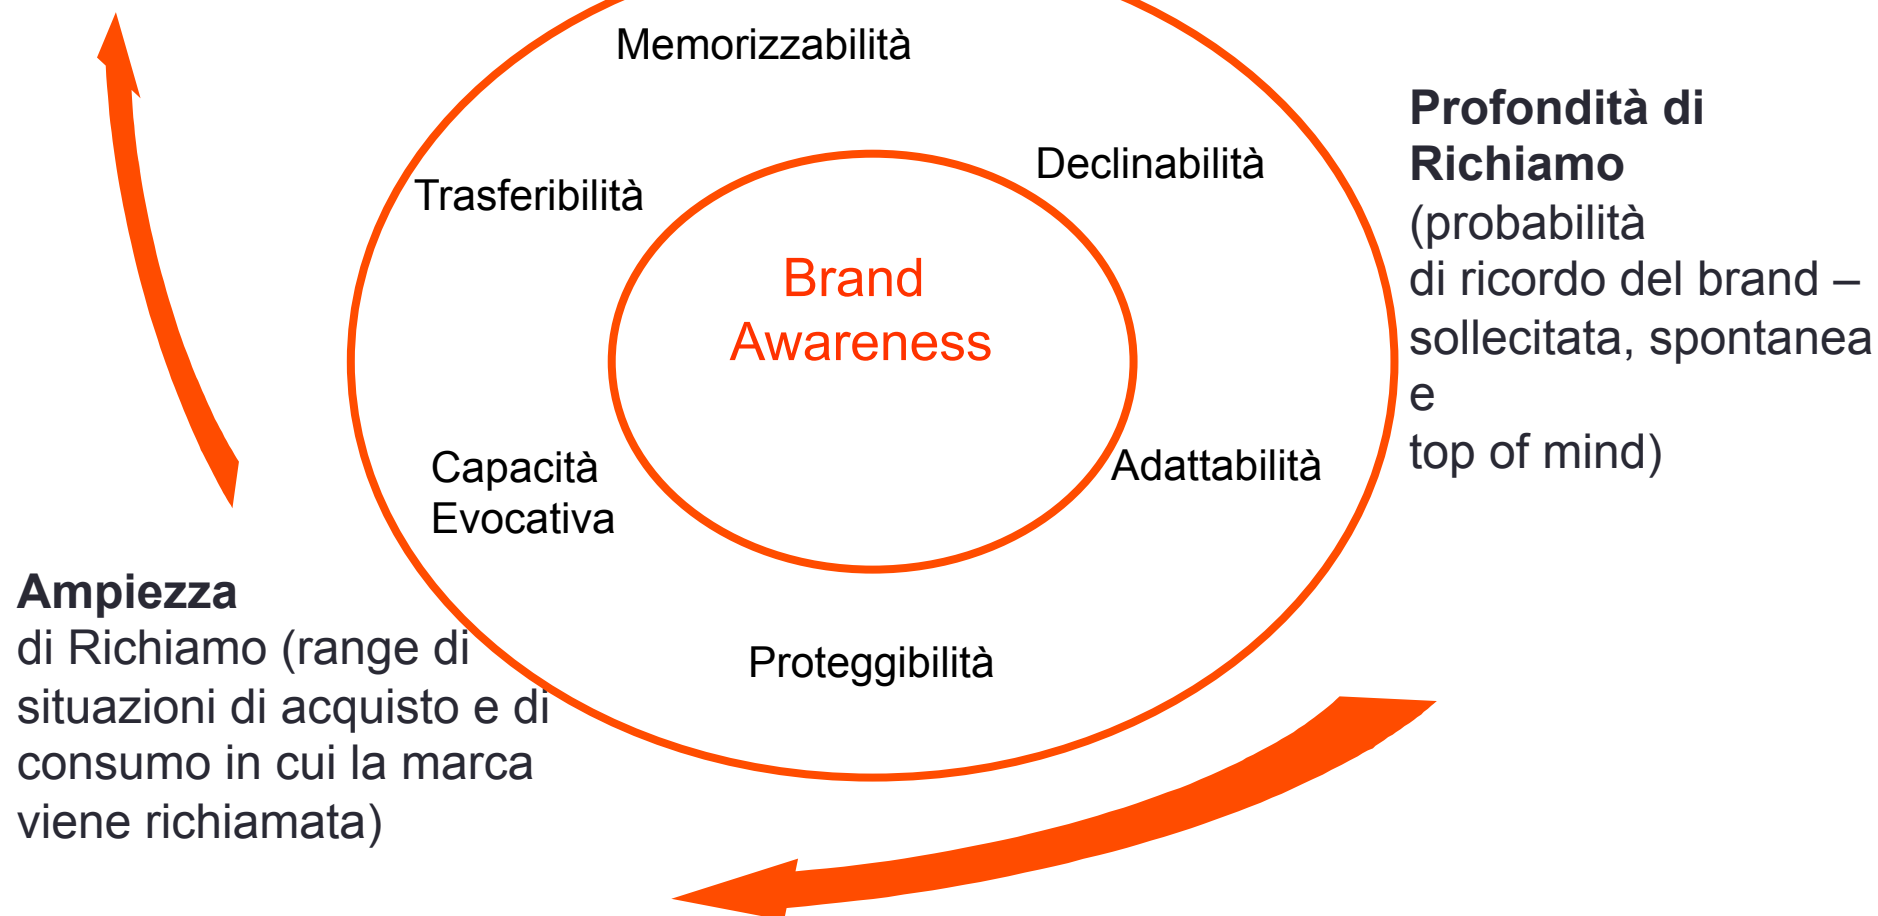 Memorizzabilità
Declinabilità
Trasferibilità
Brand
Awareness
Capacità
Evocativa
Adattabilità
Proteggibilità
Profondità di
Richiamo
(probabilità
di ricordo del brand –
sollecitata, spontanea
e
top of mind)
Ampiezza
di Richiamo (range di
situazioni di acquisto e di
consumo in cui la marca
viene richiamata)